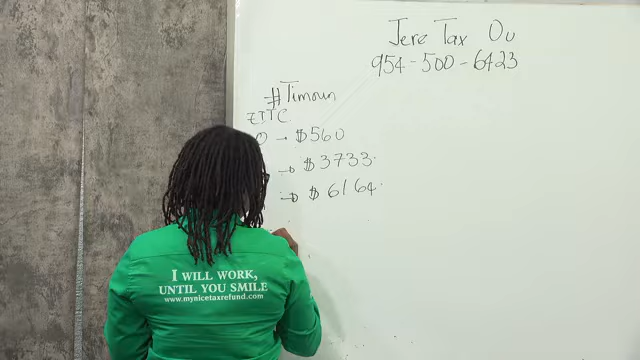 Jere Tax Ou
954-500-6423
#Timoun
EITC
0 → $560
→ $3733.
→ $6164.
I WILL WORK,
UNTIL YOU SMILE
www.mynicetaxrefund.com